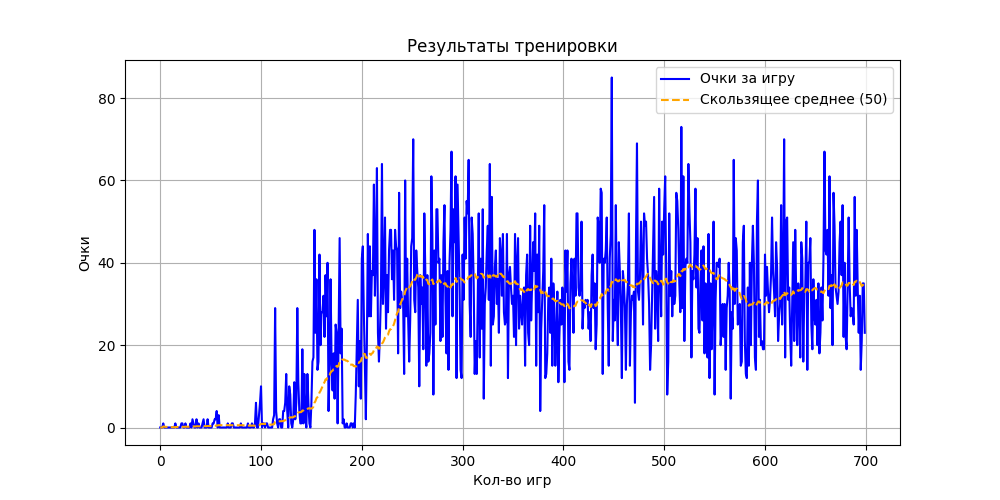 Результаты тренировки
Очки за игру
Скользящее среднее (50)
Очки
80
60
40
20
0
0 100 200 300 400 500 600 700
Кол-во игр